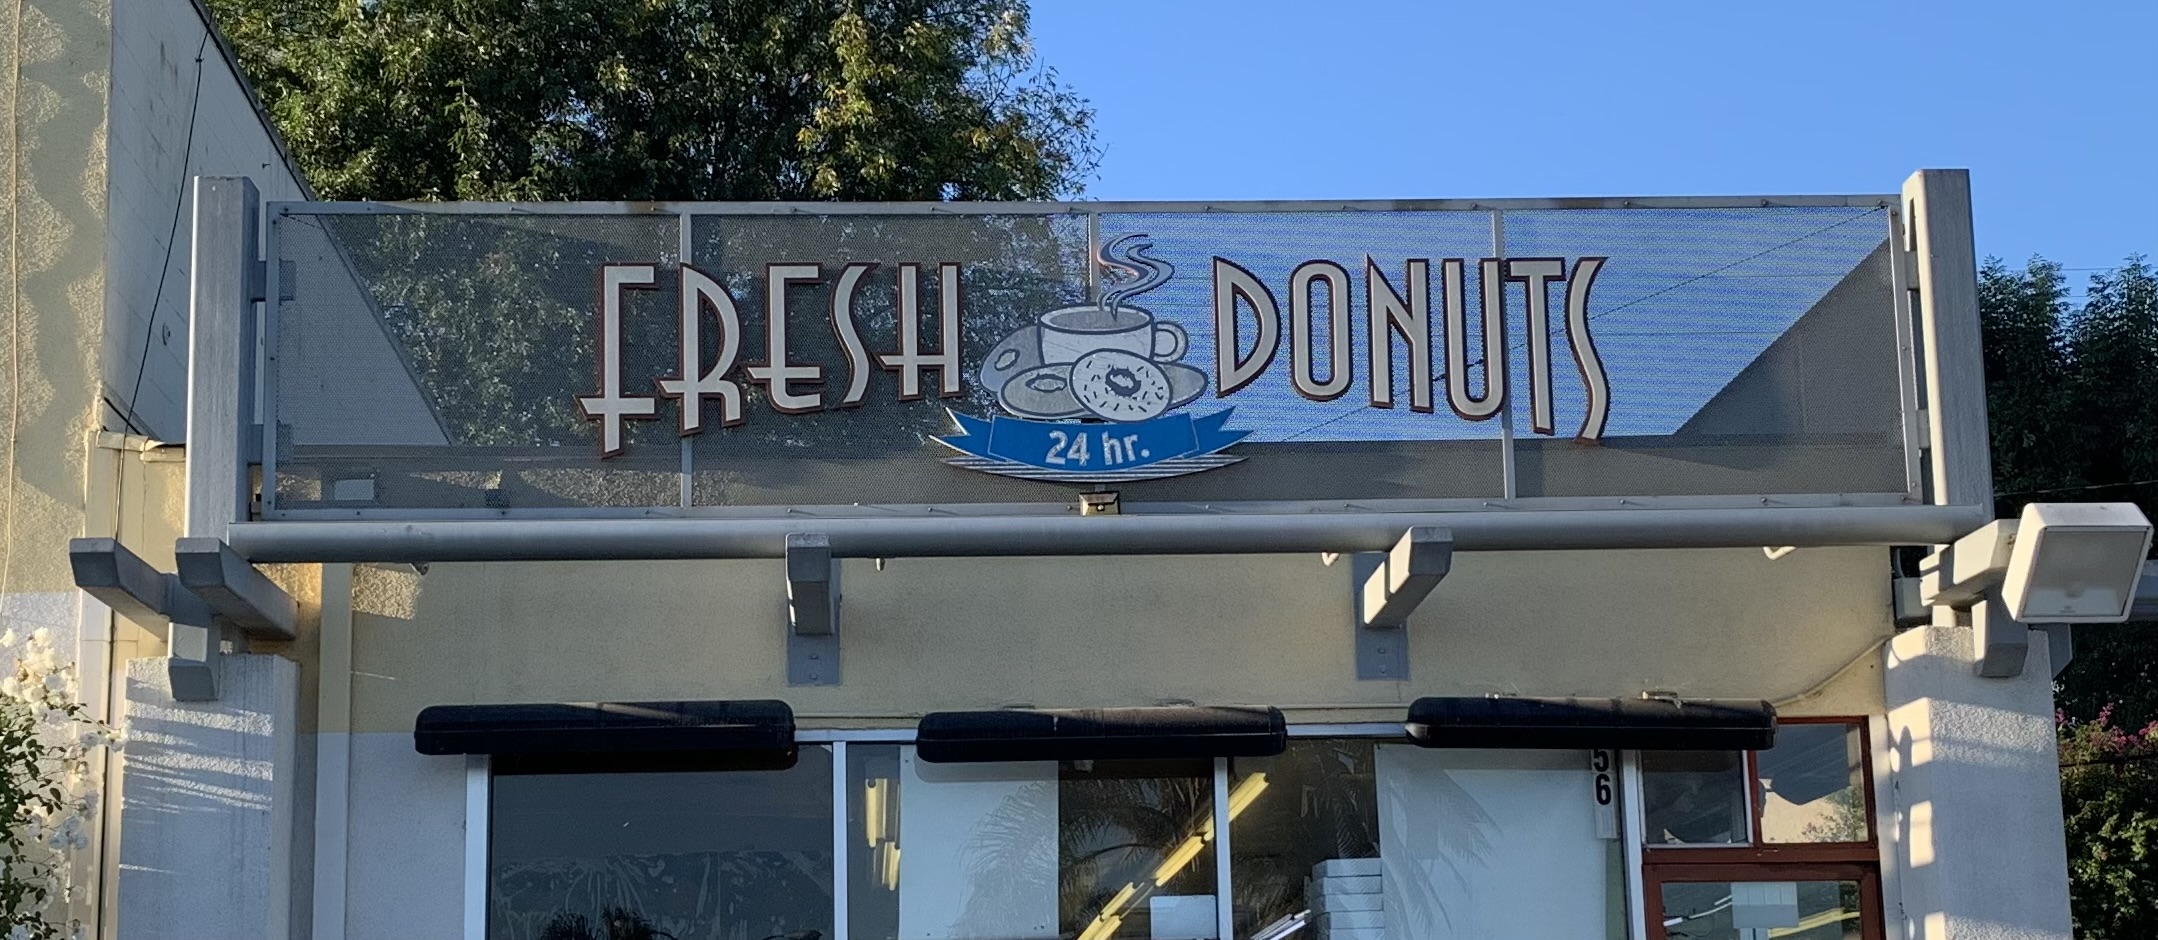 FRESH DONUTS
24 hr.
56